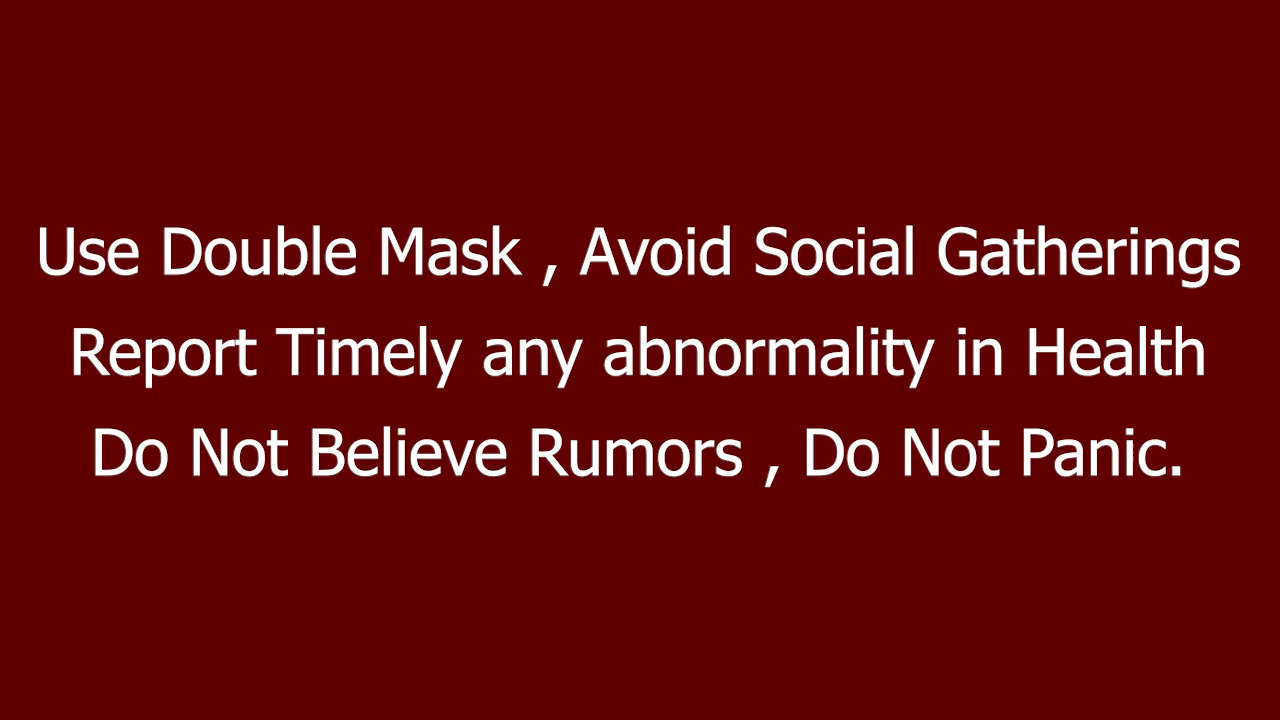 Use Double Mask , Avoid Social Gatherings
Report Timely any abnormality in Health
Do Not Believe Rumors , Do Not Panic.